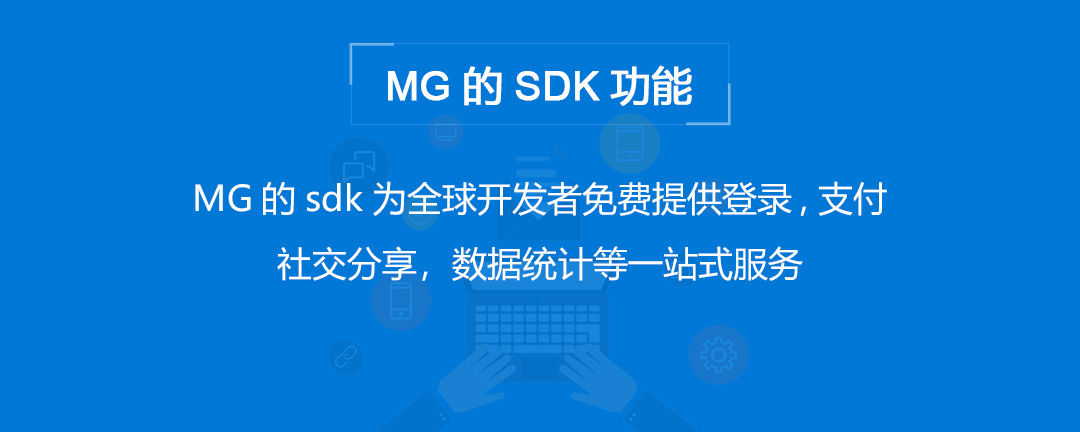 MG 的 SDK 功能
MG 的 sdk 为全球开发者免费提供登录 , 支付
社交分享，数据统计等一站式服务